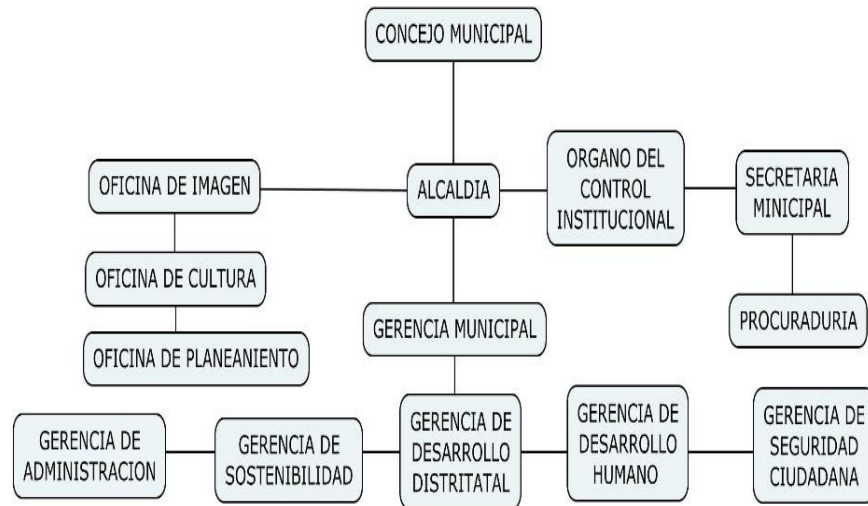 CONCEJO MUNICIPAL
OFICINA DE IMAGEN
ALCALDIA
ORGANO DEL
CONTROL
INSTITUCIONAL
SECRETARIA
MINICIPAL
OFICINA DE CULTURA
GERENCIA MUNICIPAL
PROCURADURIA
OFICINA DE PLANEANIENTO
GERENCIA DE
ADMINISTRACION
GERENCIA DE
SOSTENIBILIDAD
GERENCIA DE
DESARROLLO
DISTRITATAL
GERENCIA DE
DESARROLLO
HUMANO
GERENCIA DE
SEGURIDAD
CIUDADANA